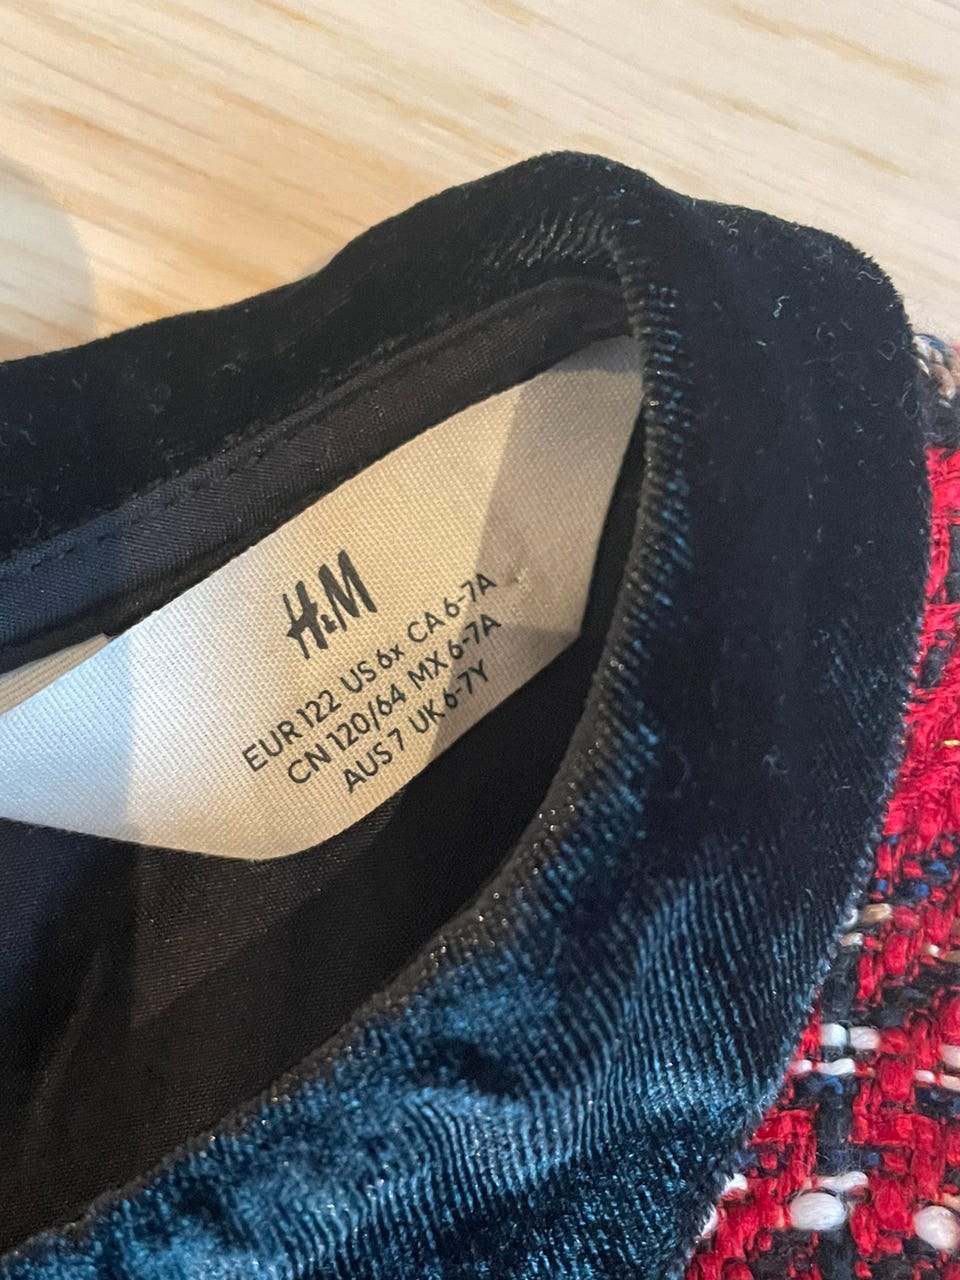 H&M
EUR 122 US 6x CA 6-7A
CN 120/64 MX 6-7A
AUS 7 UK 6-7Y